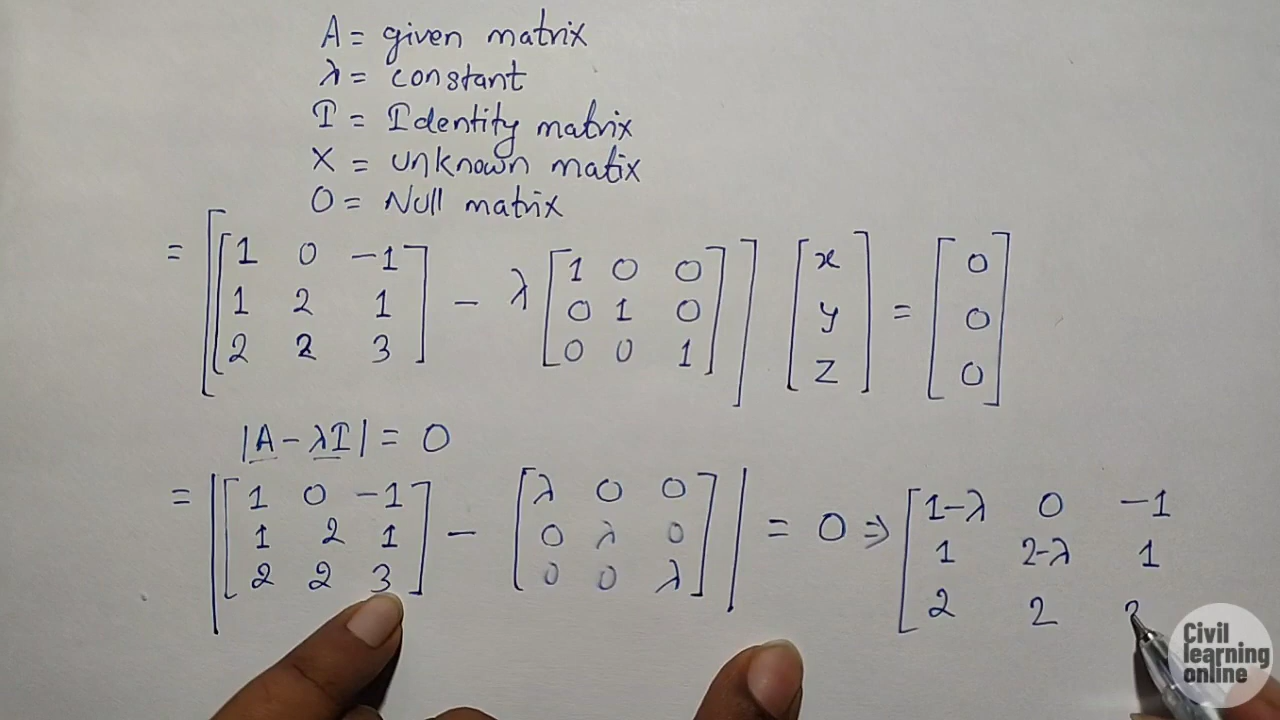 A = given matrix
λ = constant
I = Identity matrix
X = unknown matix
O = Null matrix
= [[1 0 -1] - λ [1 0 0]] [x] = [0]
[1 2 1] [0 1 0] [y] [0]
[2 2 3] [0 0 1] [z] [0]
|A - λI| = 0
= |[1 0 -1] - [λ 0 0]| = 0 ⇒ [1-λ 0 -1
[1 2 1] [0 λ 0] 1 2-λ 1
[2 2 3] [0 0 λ] 2 2
Civil
learning
online